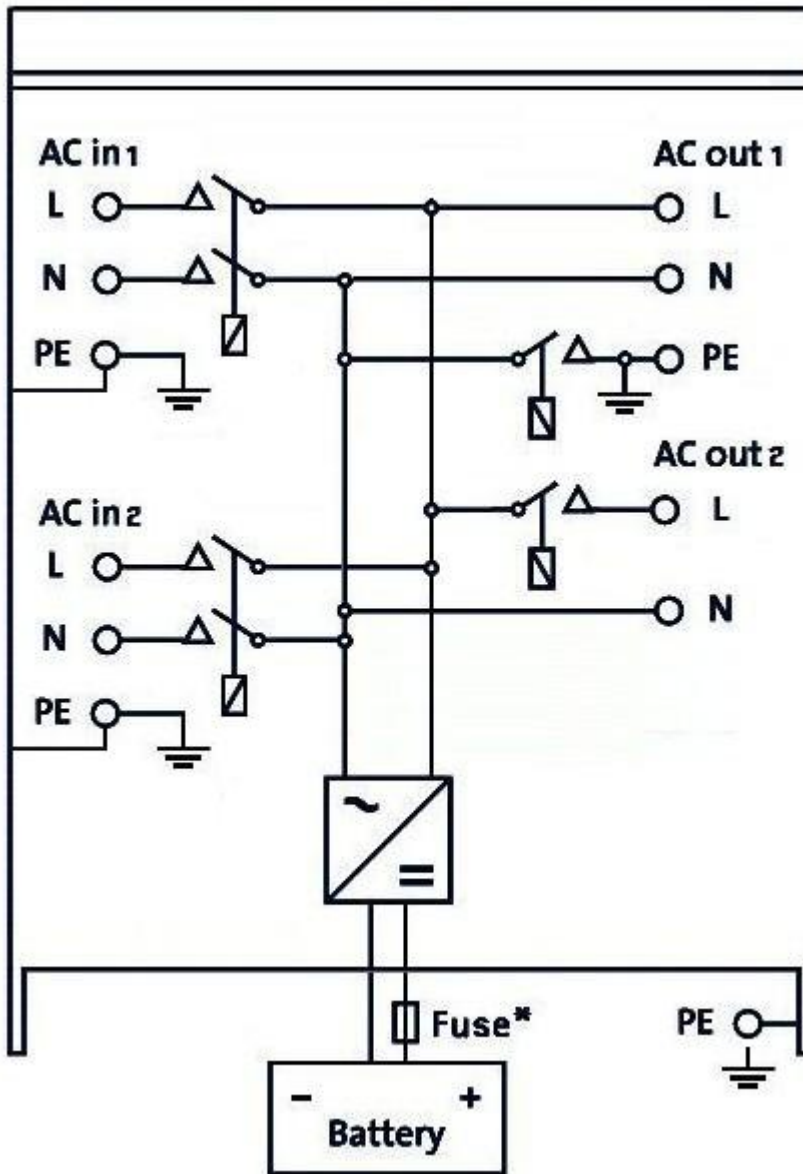 AC in 1
L
N
PE
AC out 1
L
N
PE
AC out 2
L
N
AC in 2
L
N
PE
~
=
Fuse*
PE
- +
Battery